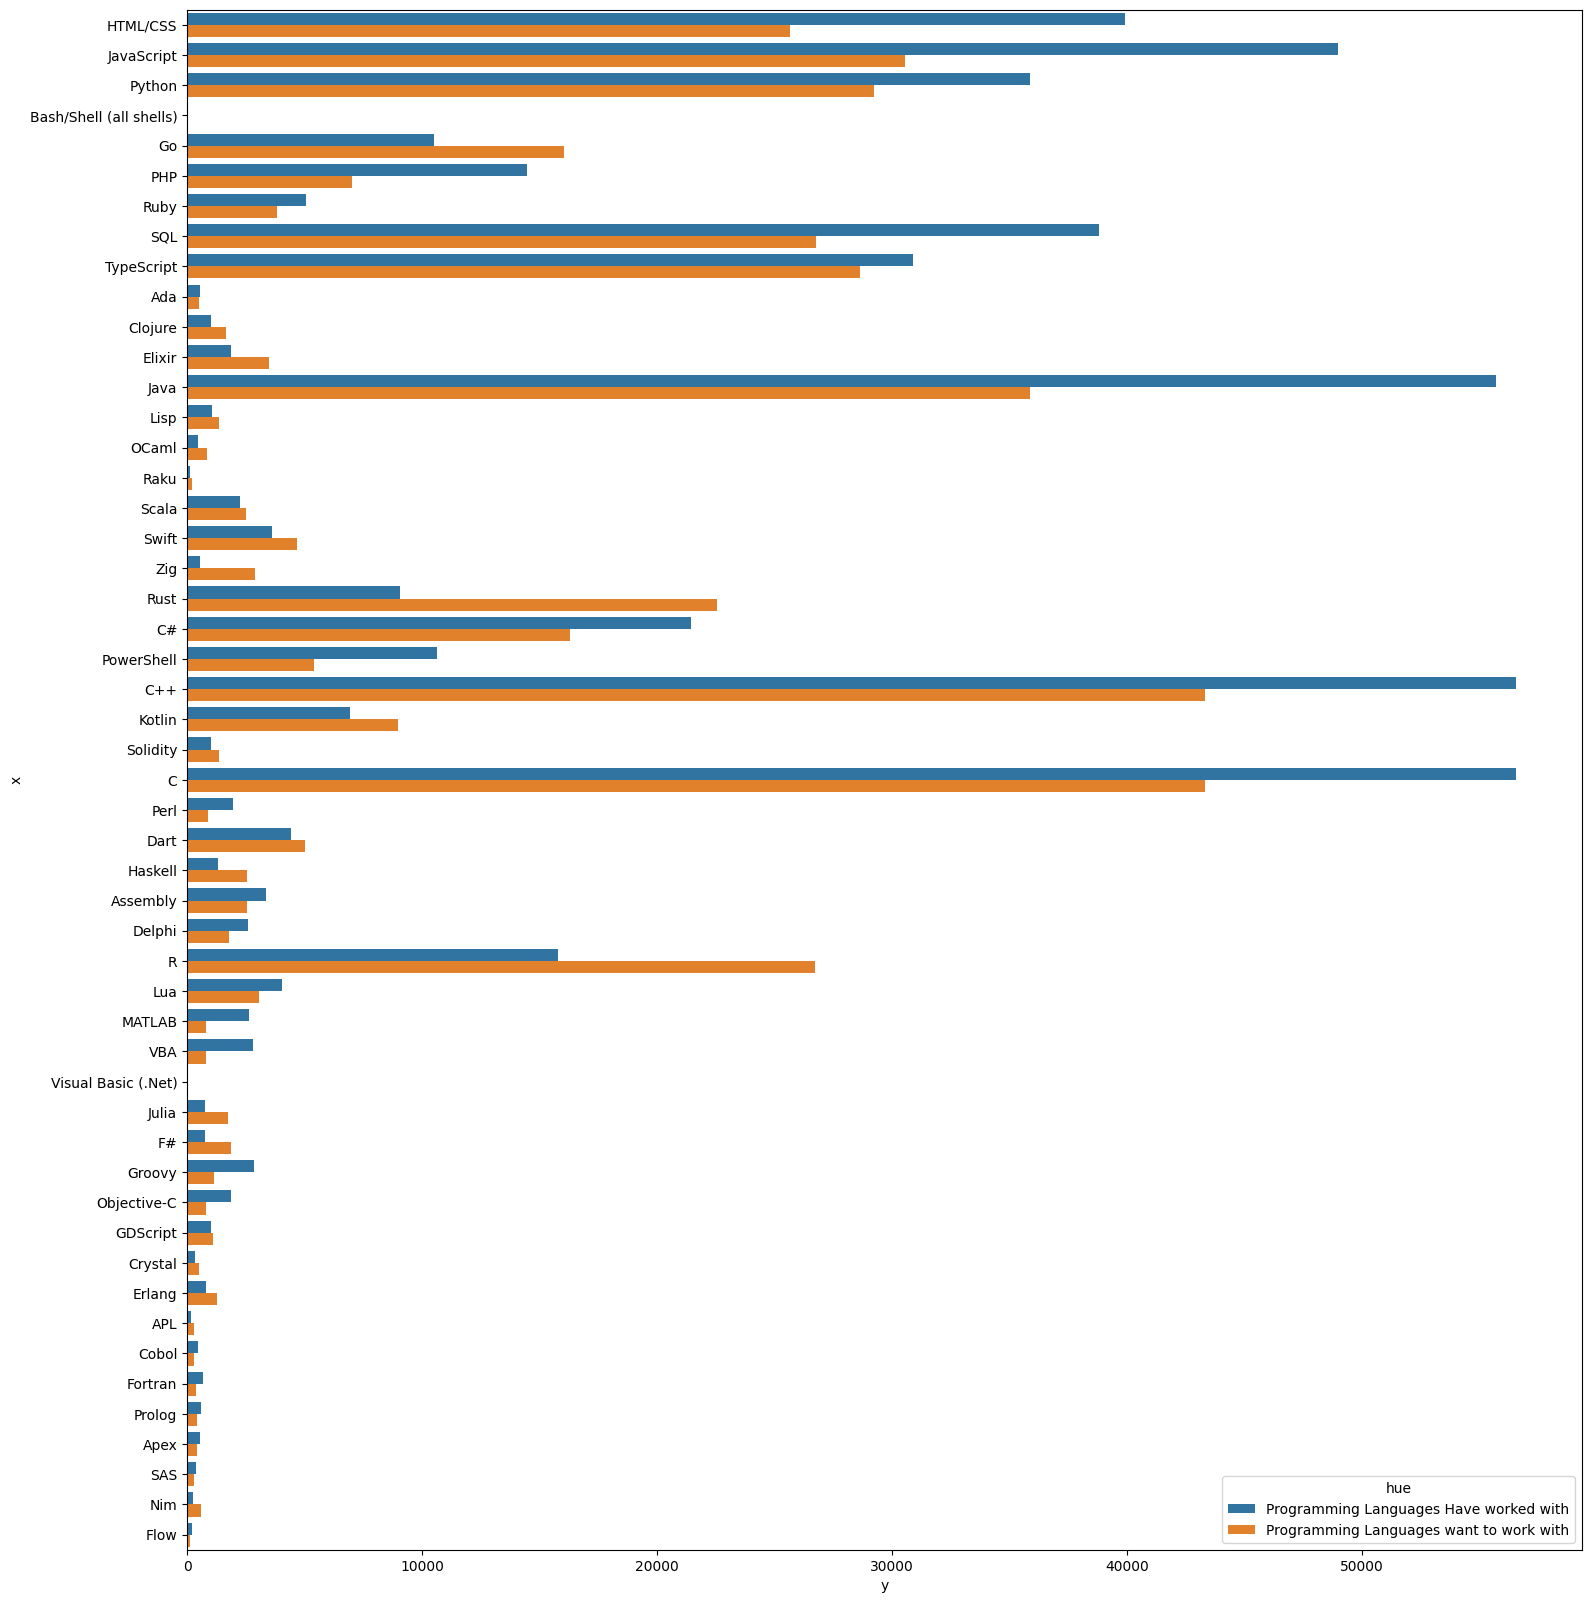 HTML/CSS
JavaScript
Python
Bash/Shell (all shells)
Go
PHP
Ruby
SQL
TypeScript
Ada
Clojure
Elixir
Java
Lisp
OCaml
Raku
Scala
Swift
Zig
Rust
C#
PowerShell
C++
Kotlin
Solidity
C
Perl
Dart
Haskell
Assembly
Delphi
R
Lua
MATLAB
VBA
Visual Basic (.Net)
Julia
F#
Groovy
Objective-C
GDScript
Crystal
Erlang
APL
Cobol
Fortran
Prolog
Apex
SAS
Nim
Flow
x
0 10000 20000 30000 40000 50000
y
hue
Programming Languages Have worked with
Programming Languages want to work with